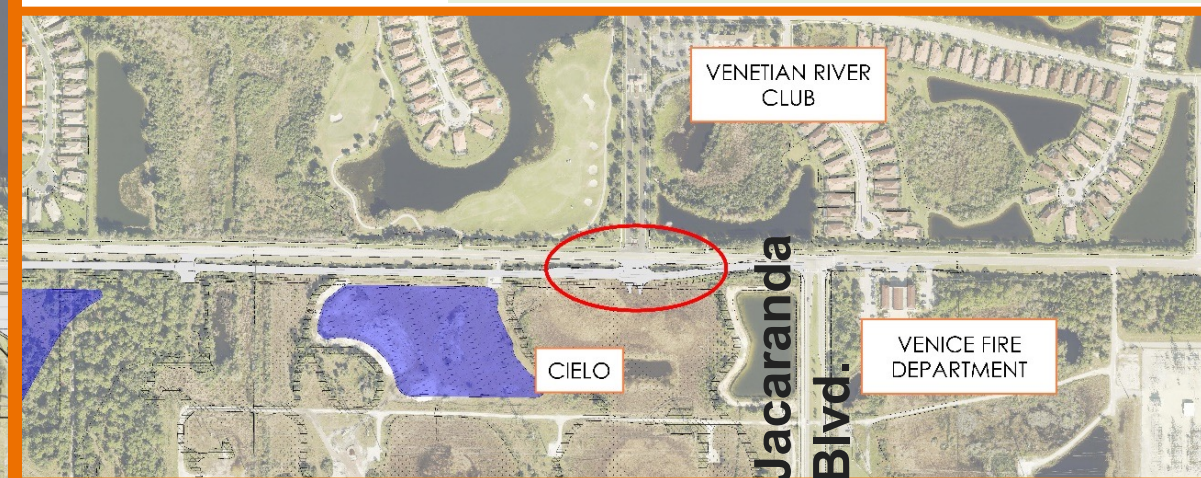 VENETIAN RIVER
CLUB
CIELO
VENICE FIRE
DEPARTMENT
Jacaranda
Blvd.